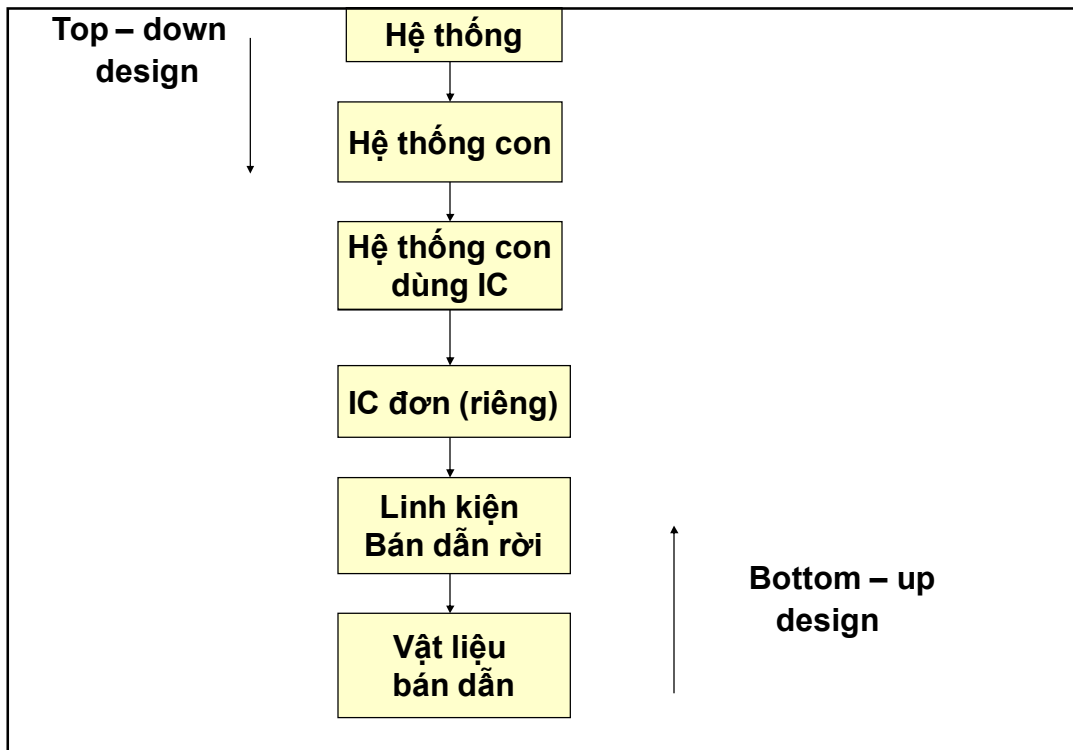 Top – down
design
Hệ thống
Hệ thống con
Hệ thống con
dùng IC
IC đơn (riêng)
Linh kiện
Bán dẫn rời
Bottom – up
design
Vật liệu
bán dẫn